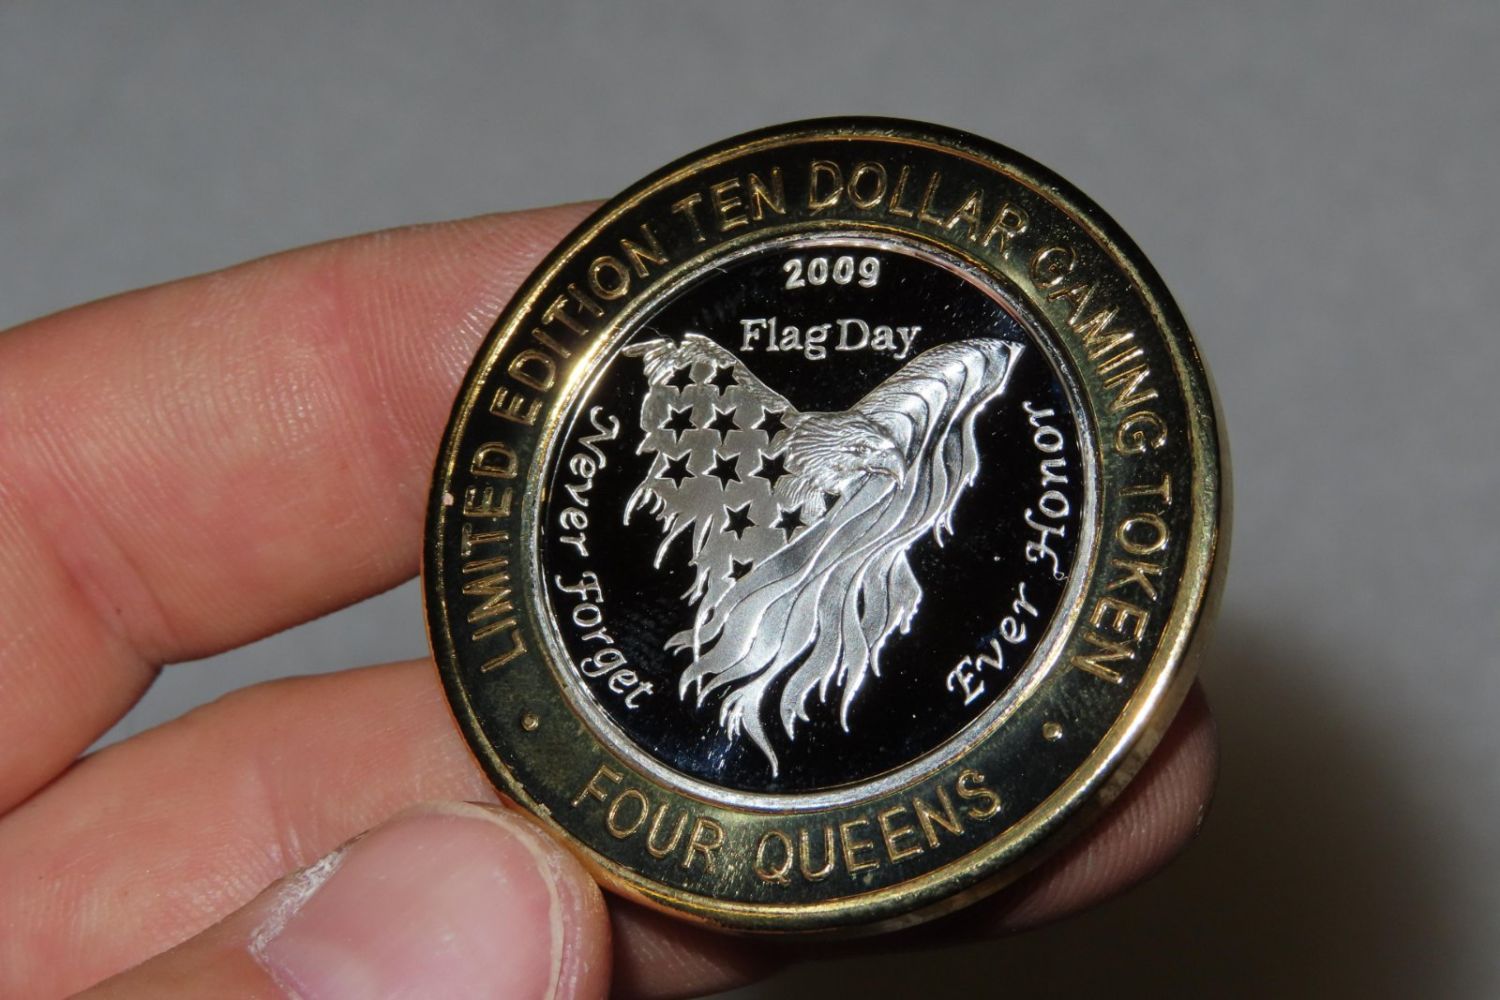 LIMITED EDITION TEN DOLLAR GAMING TOKEN
2009
Flag Day
Never Forget
Ever Honor
FOUR QUEENS